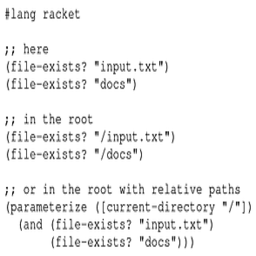 #lang racket

;; here
(file-exists? "input.txt")
(file-exists? "docs")

;; in the root
(file-exists? "/input.txt")
(file-exists? "/docs")

;; or in the root with relative paths
(parameterize ([current-directory "/"])
  (and (file-exists? "input.txt")
       (file-exists? "docs")))